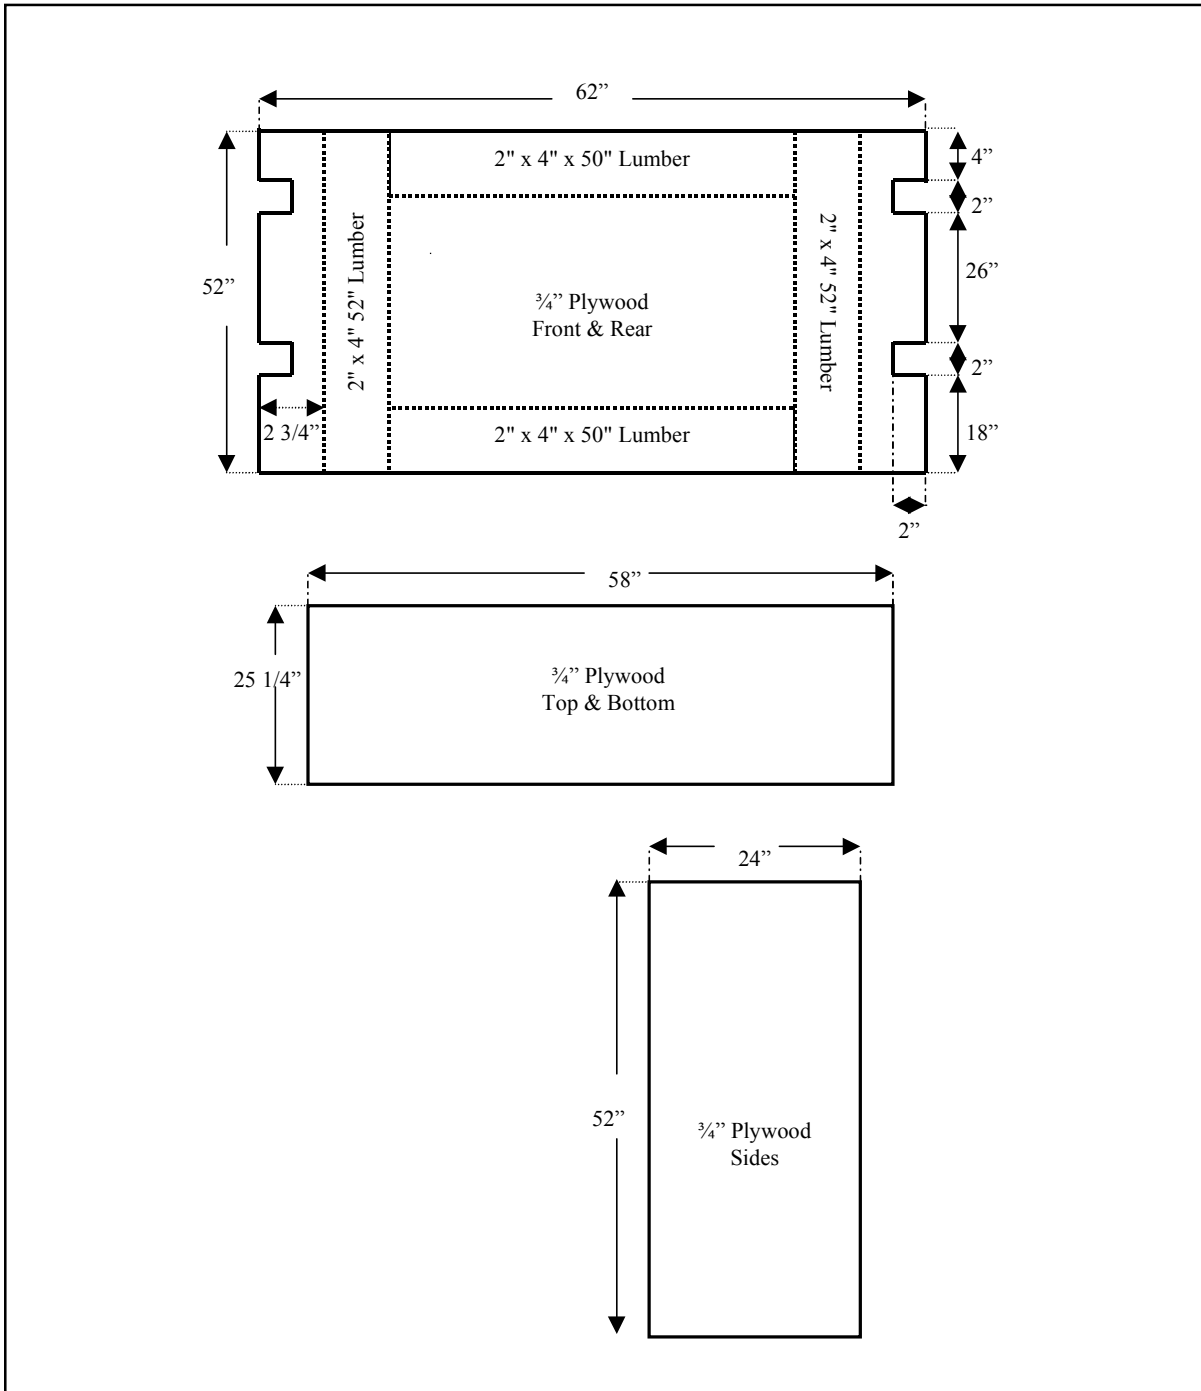 62”
2" x 4" x 50" Lumber
4”
2”
52”
2" x 4" 52" Lumber
¾” Plywood
Front & Rear
2" x 4" 52" Lumber
26”
2”
2 3/4”
2" x 4" x 50" Lumber
18”
2”
58”
25 1/4”
¾” Plywood
Top & Bottom
24”
52”
¾” Plywood
Sides